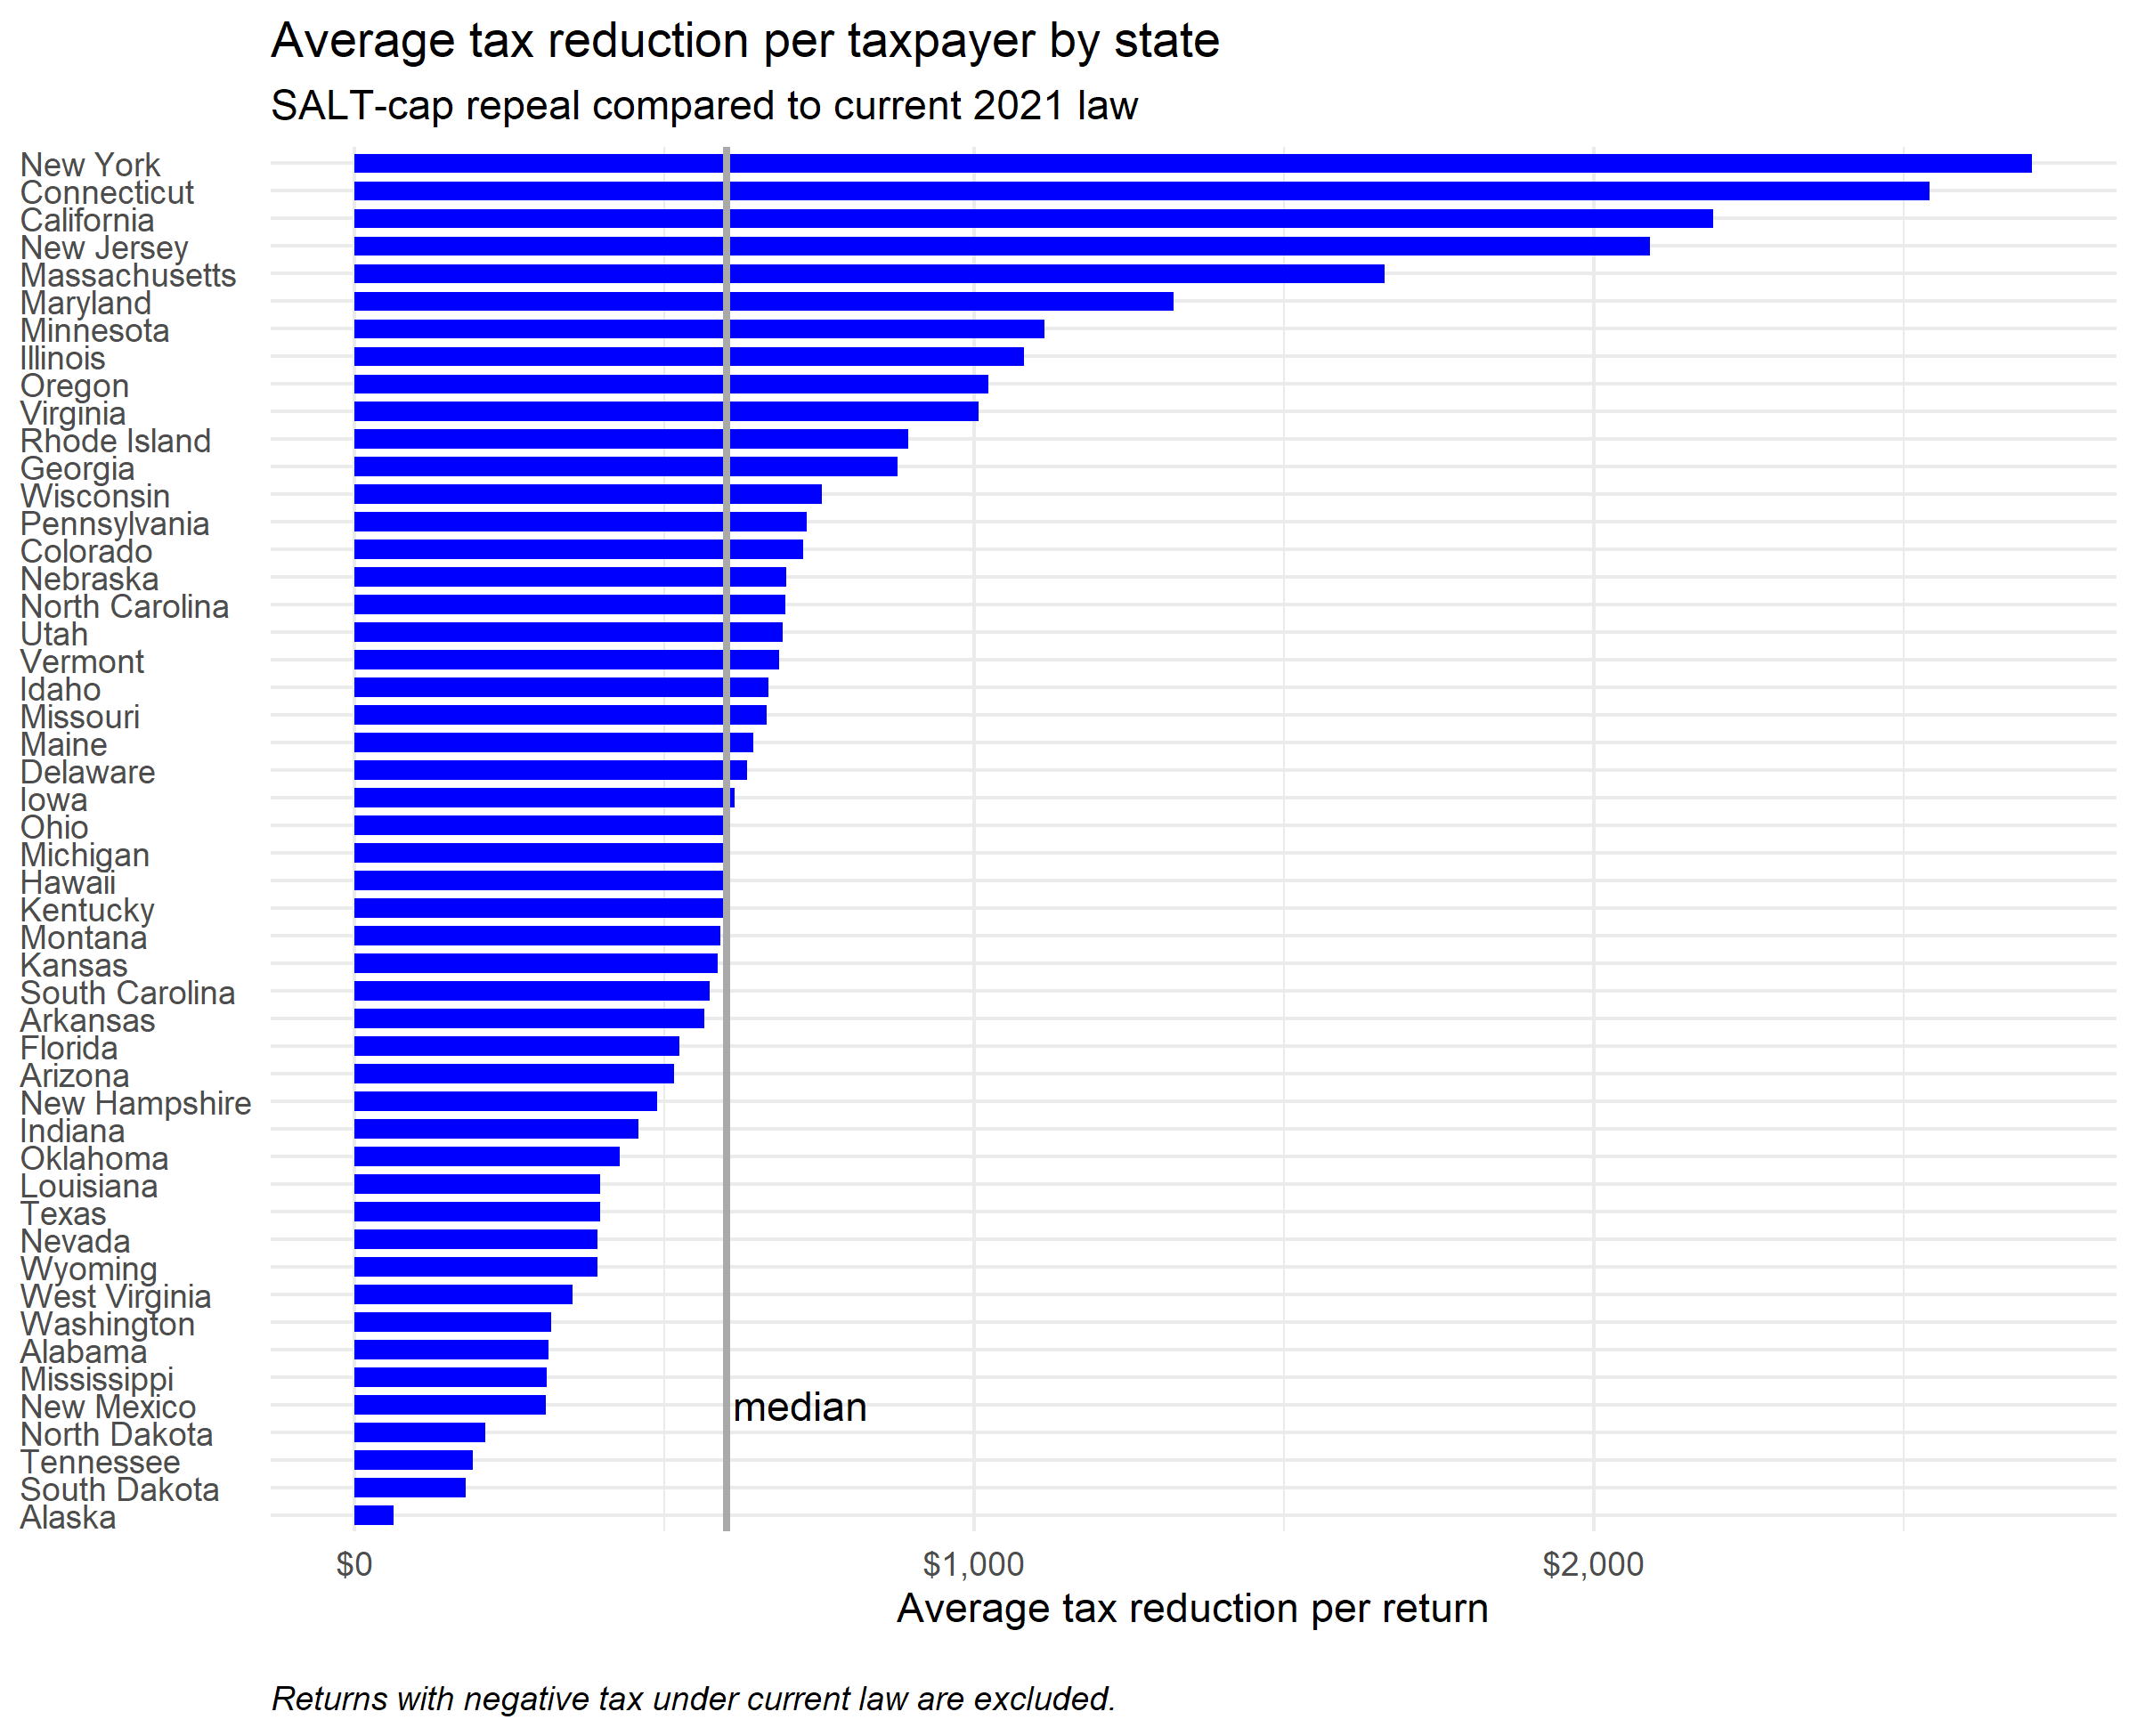 Average tax reduction per taxpayer by state
SALT-cap repeal compared to current 2021 law
New York
Connecticut
California
New Jersey
Massachusetts
Maryland
Minnesota
Illinois
Oregon
Virginia
Rhode Island
Georgia
Wisconsin
Pennsylvania
Colorado
Nebraska
North Carolina
Utah
Vermont
Idaho
Missouri
Maine
Delaware
Iowa
Ohio
Michigan
Hawaii
Kentucky
Montana
Kansas
South Carolina
Arkansas
Florida
Arizona
New Hampshire
Indiana
Oklahoma
Louisiana
Texas
Nevada
Wyoming
West Virginia
Washington
Alabama
Mississippi
New Mexico
median
North Dakota
Tennessee
South Dakota
Alaska
$0 $1,000 $2,000
Average tax reduction per return
Returns with negative tax under current law are excluded.